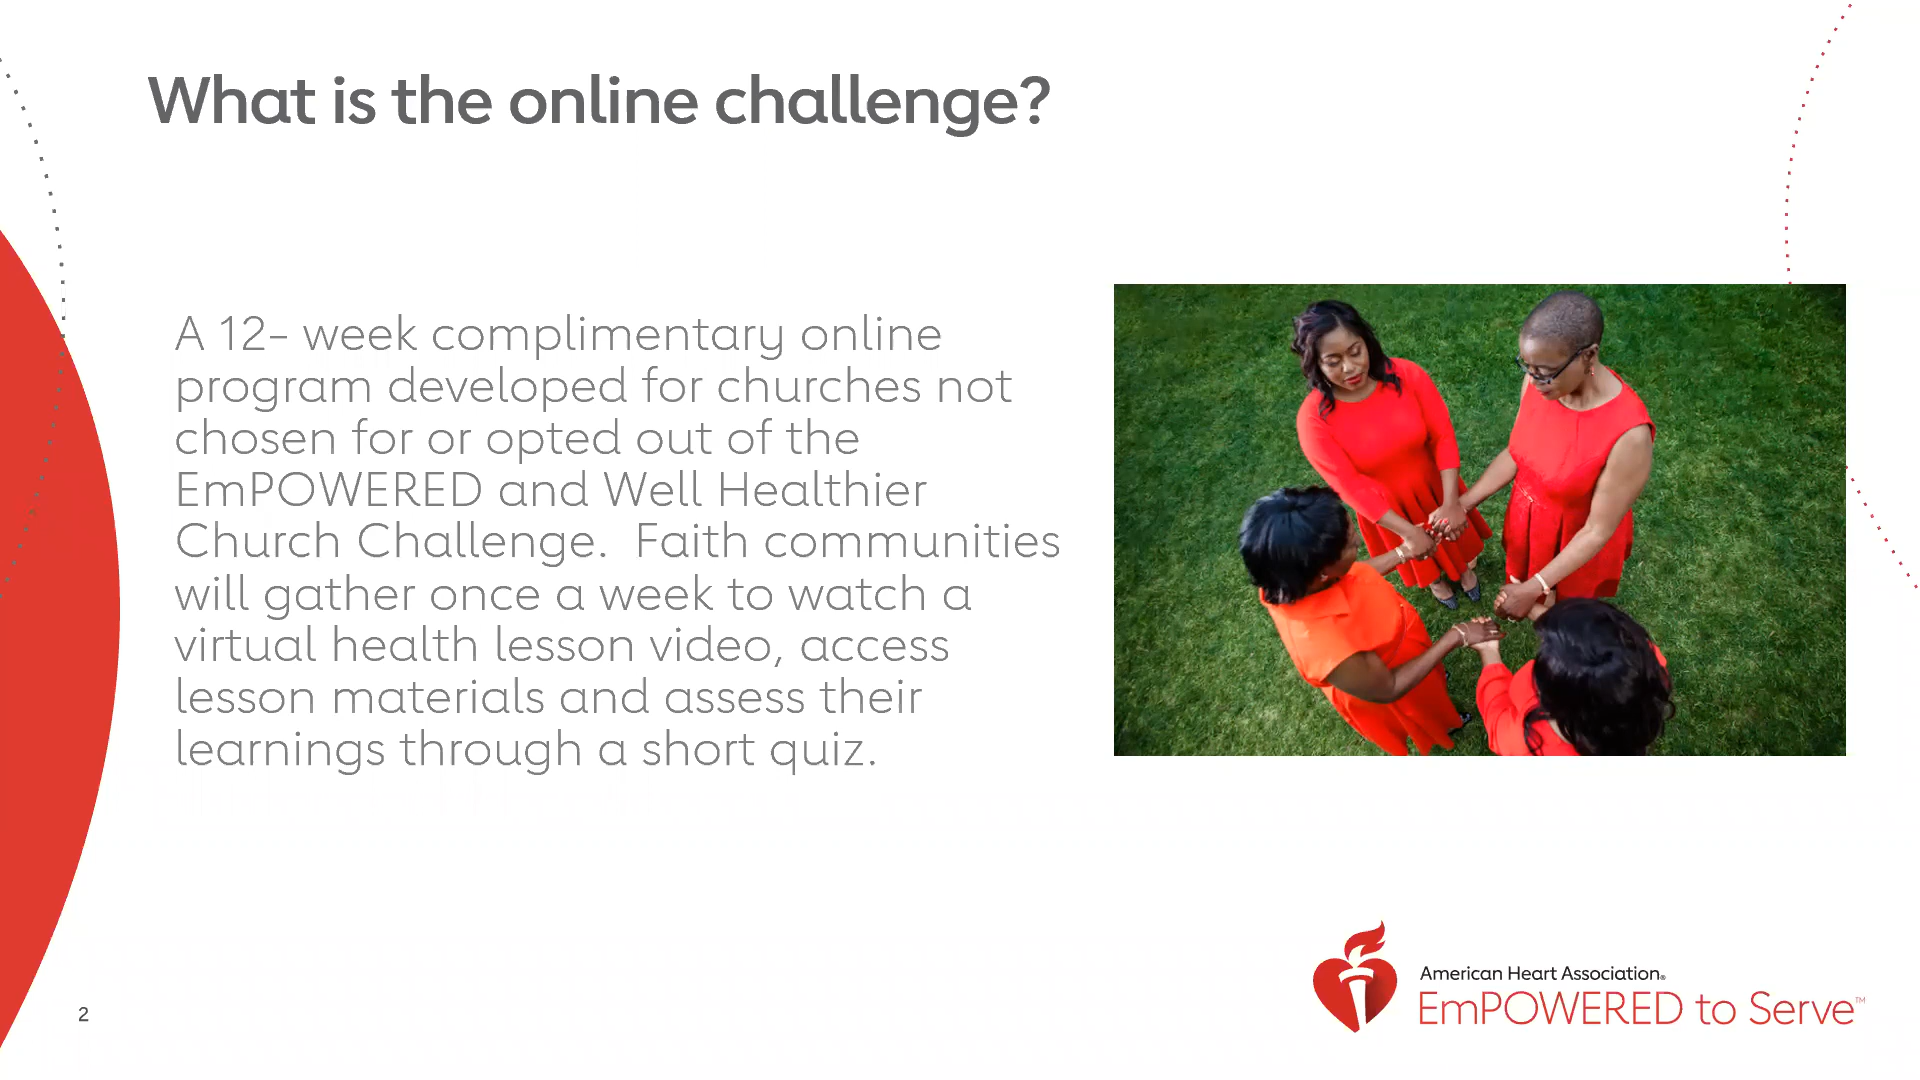 What is the online challenge?
A 12– week complimentary online
program developed for churches not
chosen for or opted out of the
EmPOWERED and Well Healthier
Church Challenge.  Faith communities
will gather once a week to watch a
virtual health lesson video, access
lesson materials and assess their
learnings through a short quiz.
2
American Heart Association®
EmPOWERED to Serve™